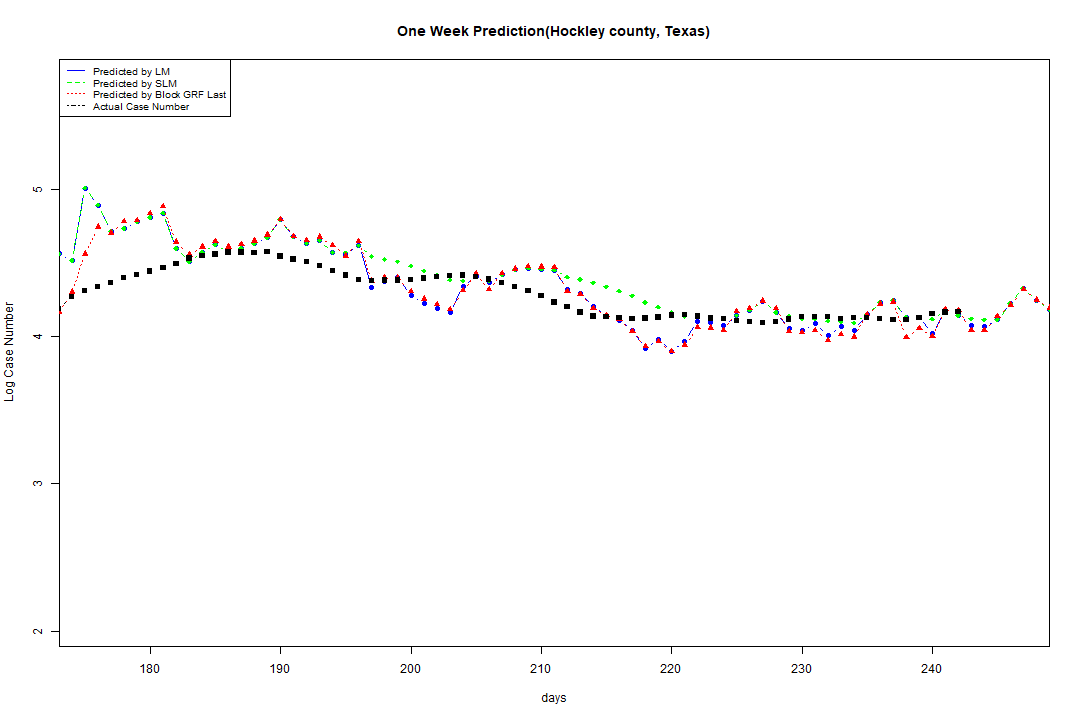 One Week Prediction(Hockley county, Texas)
Predicted by LM
Predicted by SLM
Predicted by Block GRF Last
Actual Case Number
5
4
3
2
Log Case Number
180 190 200 210 220 230 240
days